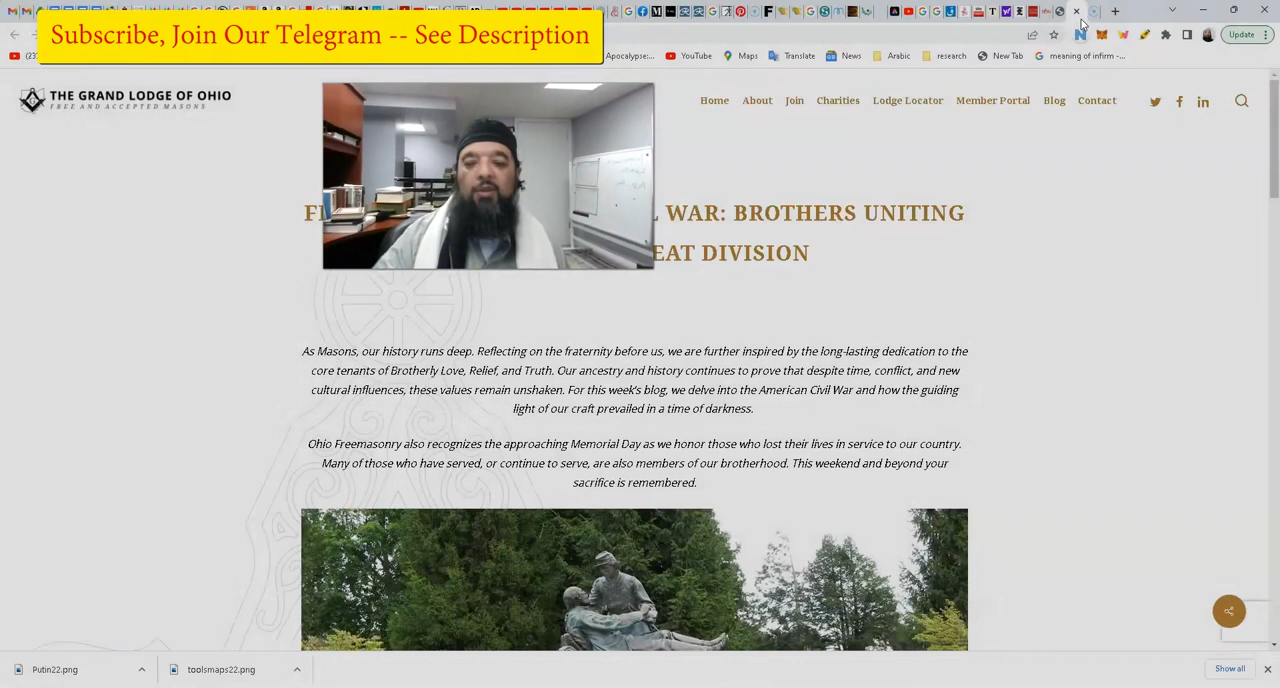 Subscribe, Join Our Telegram -- See Description
Update
Apocalypse:...
YouTube
Maps
Translate
News
Arabic
research
New Tab
meaning of infirm -...
THE GRAND LODGE OF OHIO
FREE AND ACCEPTED MASONS
Home
About
Join
Charities
Lodge Locator
Member Portal
Blog
Contact
WAR: BROTHERS UNITING
EAT DIVISION
As Masons, our history runs deep. Reflecting on the fraternity before us, we are further inspired by the long-lasting dedication to the
core tenants of Brotherly Love, Relief, and Truth. Our ancestry and history continues to prove that despite time, conflict, and new
cultural influences, these values remain unshaken. For this week's blog, we delve into the American Civil War and how the guiding
light of our craft prevailed in a time of darkness.
Ohio Freemasonry also recognizes the approaching Memorial Day as we honor those who lost their lives in service to our country.
Many of those who have served, or continue to serve, are also members of our brotherhood. This weekend and beyond your
sacrifice is remembered.
Putin22.png
toolsmaps22.png
Show all